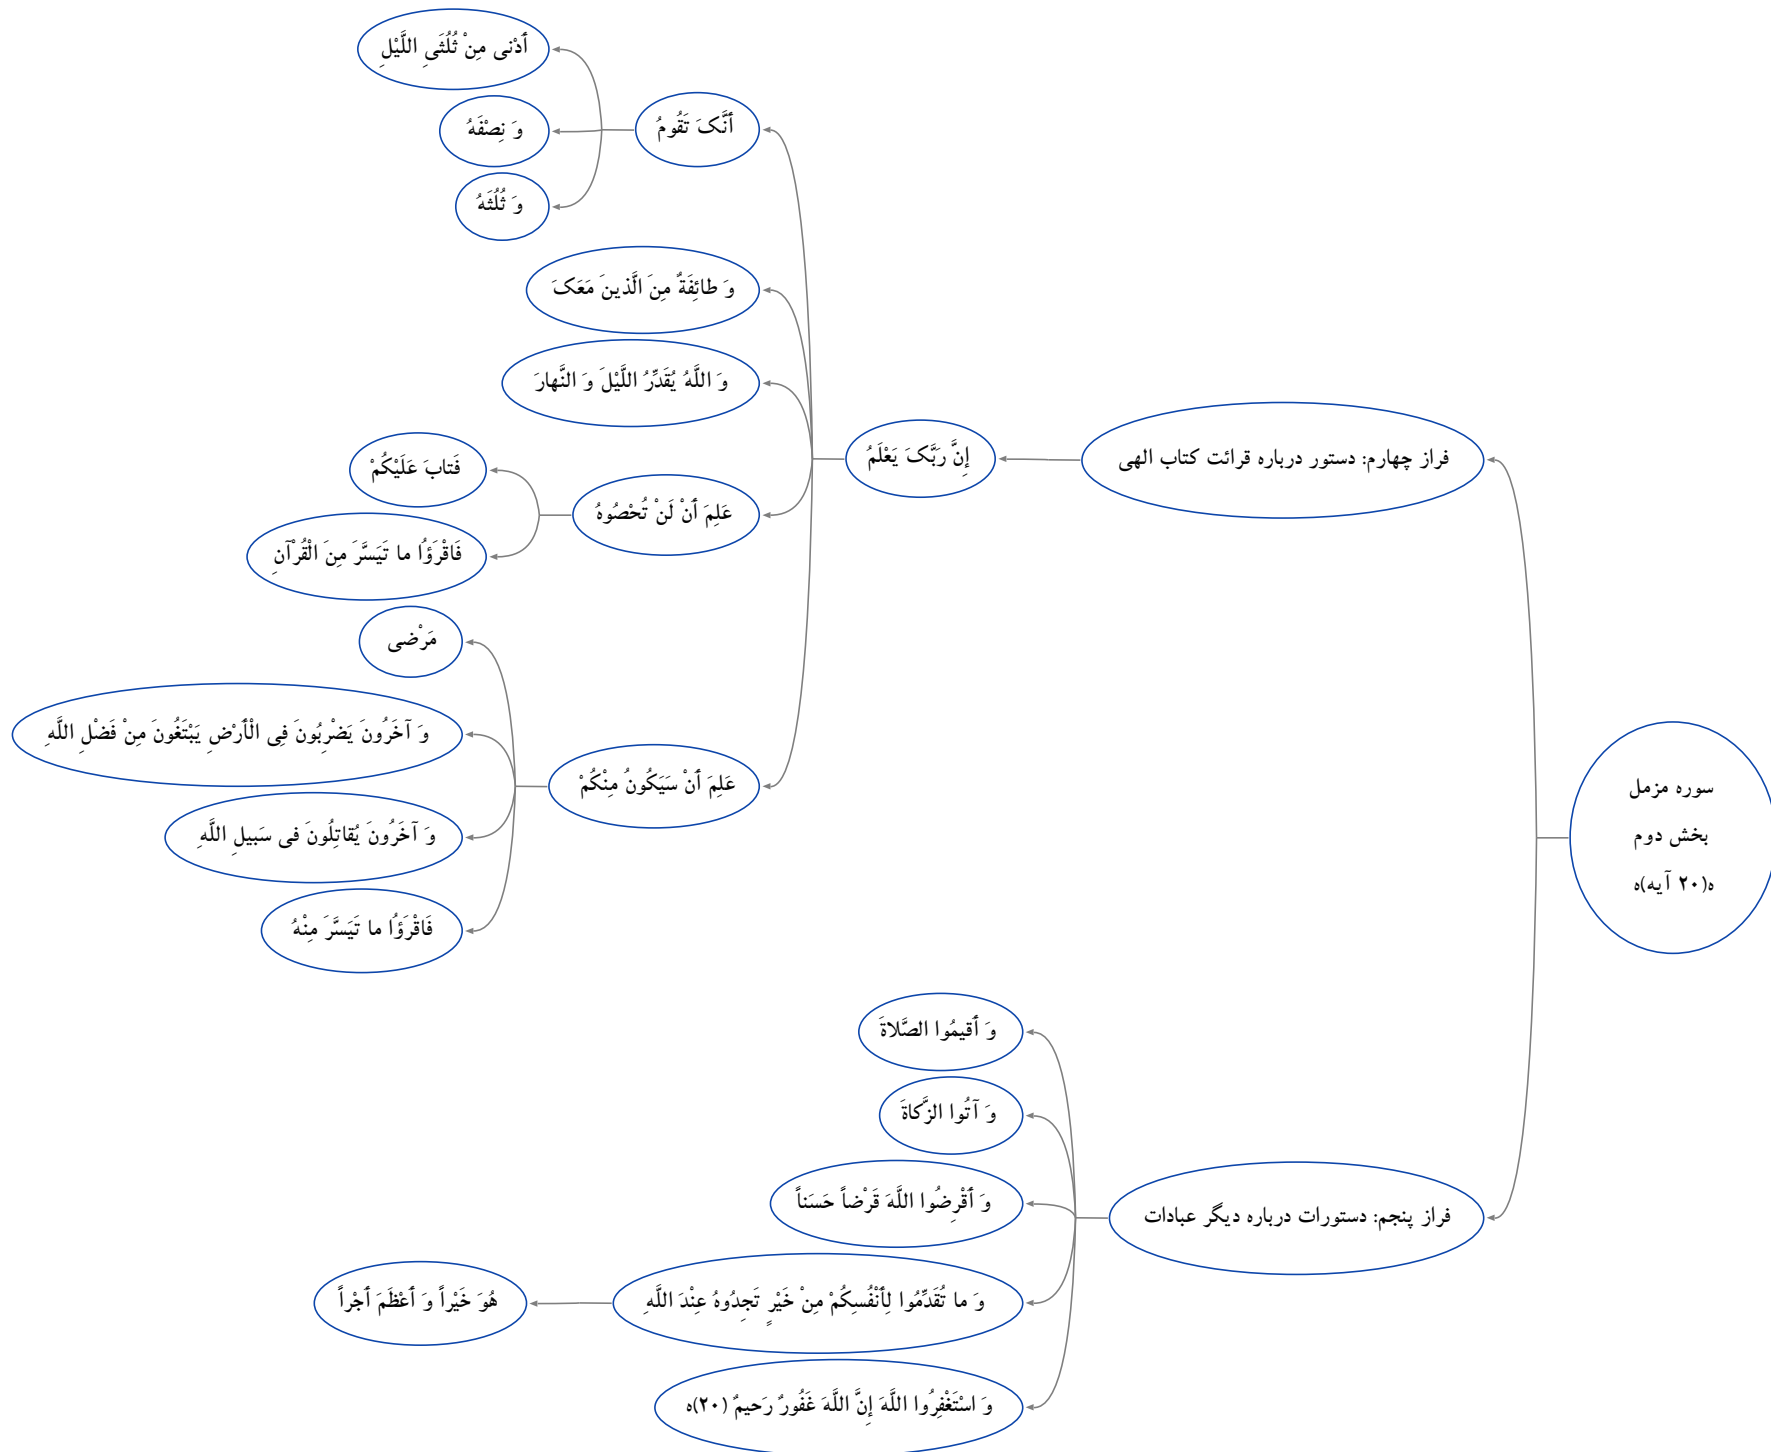 سوره مزمل
بخش دوم
ه(۲۰ آیه)ه
فراز چهارم: دستور درباره قرائت کتاب الهی
إِنَّ رَبَّکَ یَعْلَمُ
أَنَّکَ تَقُومُ
أَدْنی مِنْ ثُلُثَیِ اللَّیْلِ
وَ نِصْفَهُ
وَ ثُلُثَهُ
وَ طائِفَةٌ مِنَ الَّذینَ مَعَکَ
وَ اللَّهُ یُقَدِّرُ اللَّیْلَ وَ النَّهارَ
عَلِمَ أَنْ لَنْ تُحْصُوهُ
فَتابَ عَلَیْکُمْ
فَاقْرَؤُا ما تَیَسَّرَ مِنَ الْقُرْآنِ
عَلِمَ أَنْ سَیَکُونُ مِنْکُمْ
مَرْضی
وَ آخَرُونَ یَضْرِبُونَ فِی الْأَرْضِ یَبْتَغُونَ مِنْ فَضْلِ اللَّهِ
وَ آخَرُونَ یُقاتِلُونَ فی سَبیلِ اللَّهِ
فَاقْرَؤُا ما تَیَسَّرَ مِنْهُ
فراز پنجم: دستورات درباره دیگر عبادات
وَ أَقیمُوا الصَّلاةَ
وَ آتُوا الزَّکاةَ
وَ أَقْرِضُوا اللَّهَ قَرْضاً حَسَناً
وَ ما تُقَدِّمُوا لِأَنْفُسِکُمْ مِنْ خَیْرٍ تَجِدُوهُ عِنْدَ اللَّهِ
هُوَ خَیْراً وَ أَعْظَمَ أَجْراً
وَ اسْتَغْفِرُوا اللَّهَ إِنَّ اللَّهَ غَفُورٌ رَحیمٌ (۲۰)ه